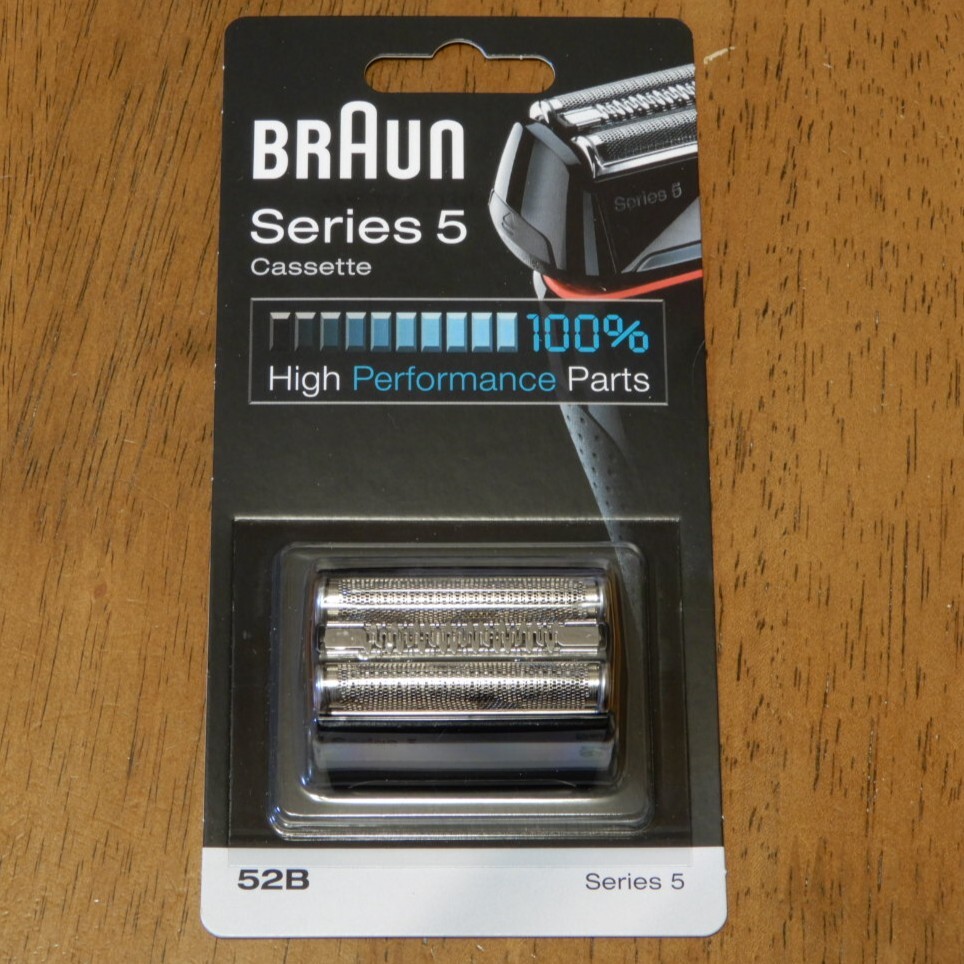 BRAUN
Series 5
Cassette
Series 5
100%
High Performance Parts
52B
Series 5